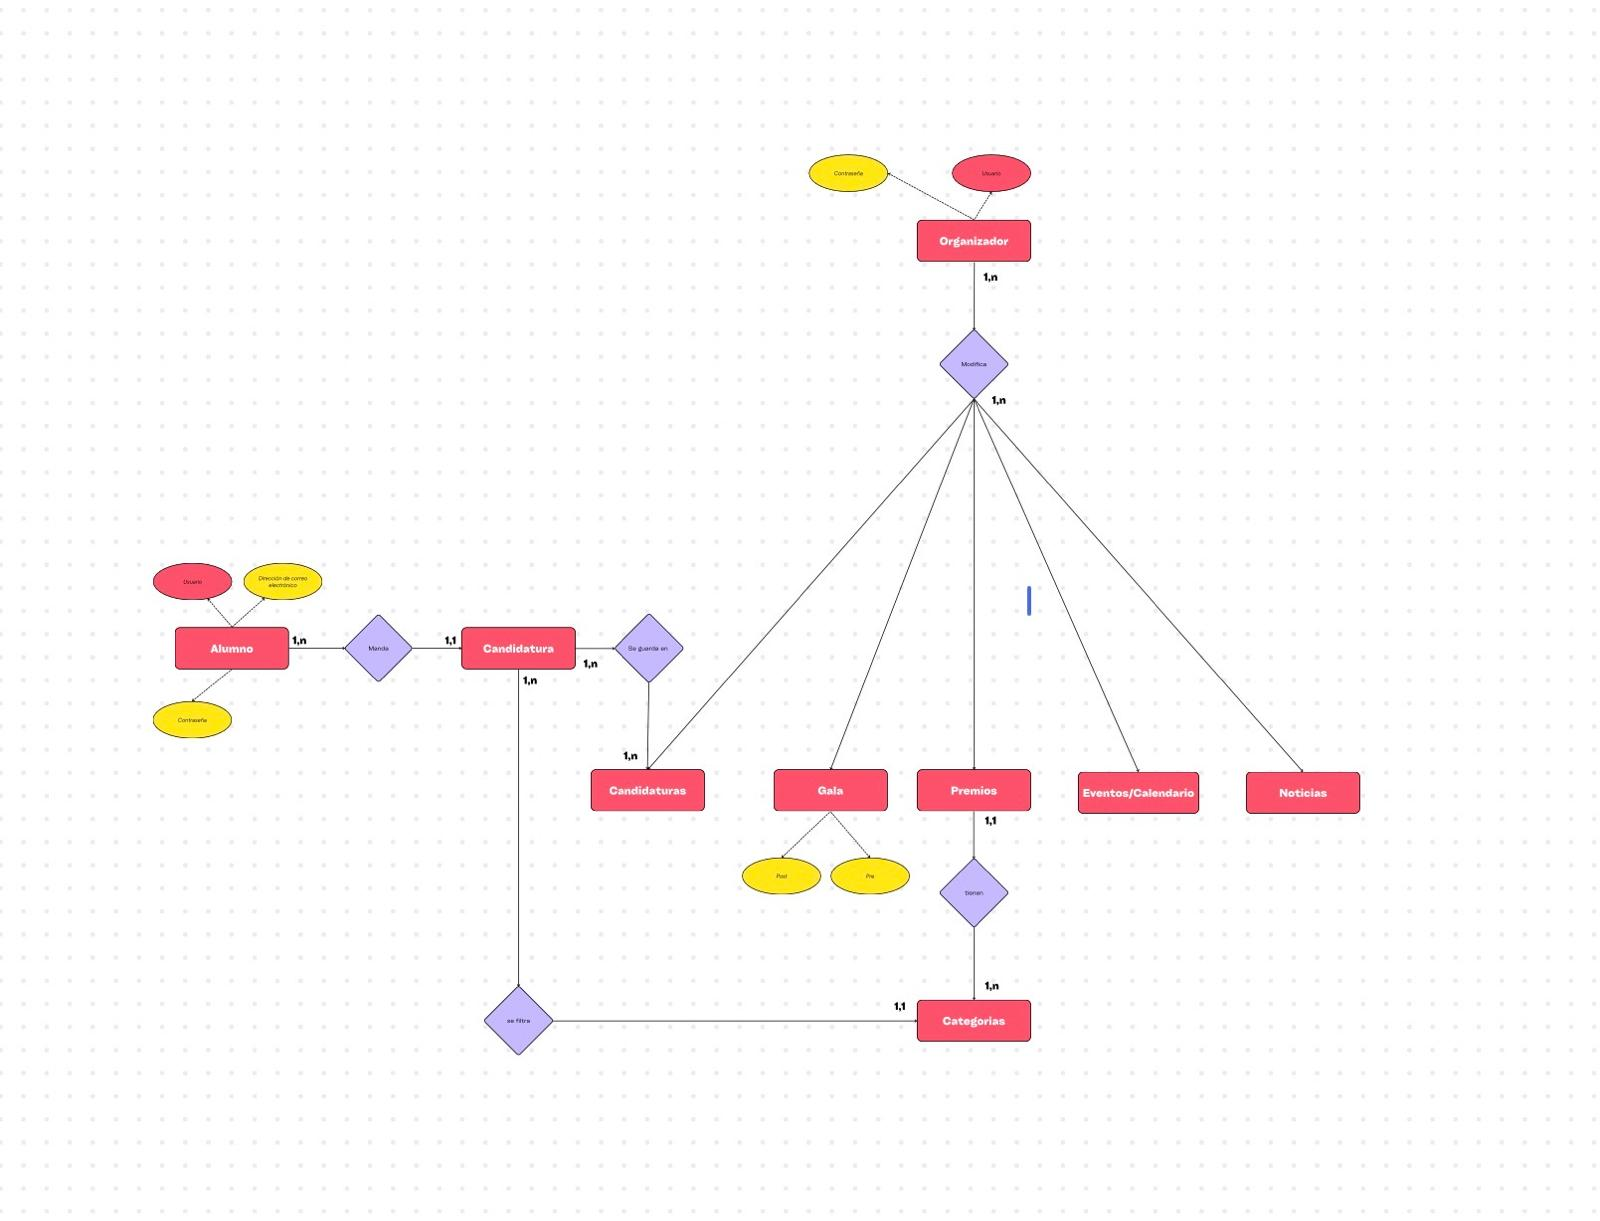 Contraseña
Usuario
Organizador
1,n
Modifica
1,n
Usuario
Dirección de correo
electrónico
Alumno
1,n
Manda
1,1
Candidatura
1,n
Se guarda en
1,n
Contraseña
1,n
Candidaturas
Gala
Premios
Eventos/Calendario
Noticias
1,1
Post
Pre
tienen
1,n
1,1
se filtra
Categorias